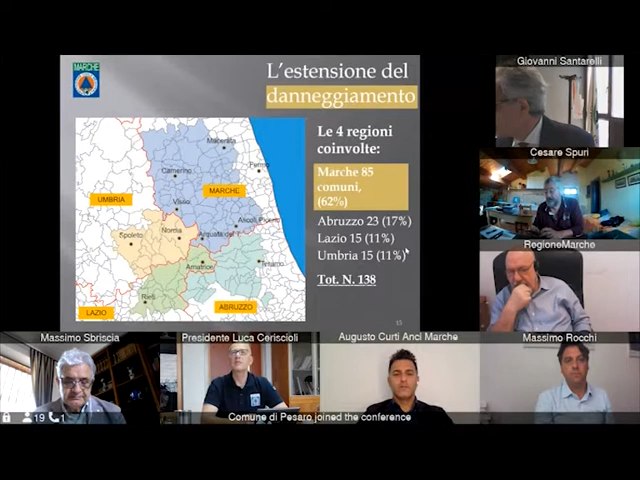 MARCHE
L'estensione del
danneggiamento
Le 4 regioni
coinvolte:
Marche 85
comuni,
(62%)
Abruzzo 23 (17%)
Lazio 15 (11%)
Umbria 15 (11%)
Tot. N. 138
15
Macerata
Camerino
Fermo
UMBRIA
MARCHE
Visso
Ascoli Piceno
Norcia
Spoleto
Arquata del T.
Amatrice
Teramo
Rieti
LAZIO
ABRUZZO
Giovanni Santarelli
Cesare Spuri
RegioneMarche
Massimo Sbriscia
Presidente Luca Ceriscioli
Augusto Curti Anci Marche
Massimo Rocchi
19
1
Comune di Pesaro joined the conference